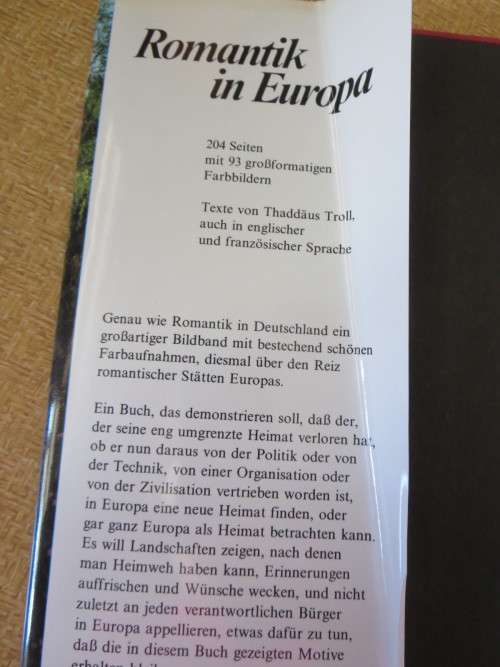 Romantik
in Europa
204 Seiten
mit 93 großformatigen
Farbbildern
Texte von Thaddäus Troll,
auch in englischer
und französischer Sprache
Genau wie Romantik in Deutschland ein
großartiger Bildband mit bestechend schönen
Farbaufnahmen, diesmal über den Reiz
romantischer Stätten Europas.
Ein Buch, das demonstrieren soll, daß der,
der seine eng umgrenzte Heimat verloren hat,
ob er nun daraus von der Politik oder von
der Technik, von einer Organisation oder
von der Zivilisation vertrieben worden ist,
in Europa eine neue Heimat finden, oder
gar ganz Europa als Heimat betrachten kann.
Es will Landschaften zeigen, nach denen
man Heimweh haben kann, Erinnerungen
auffrischen und Wünsche wecken, und nicht
zuletzt an jeden verantwortlichen Bürger
in Europa appellieren, etwas dafür zu tun,
daß die in diesem Buch gezeigten Motive